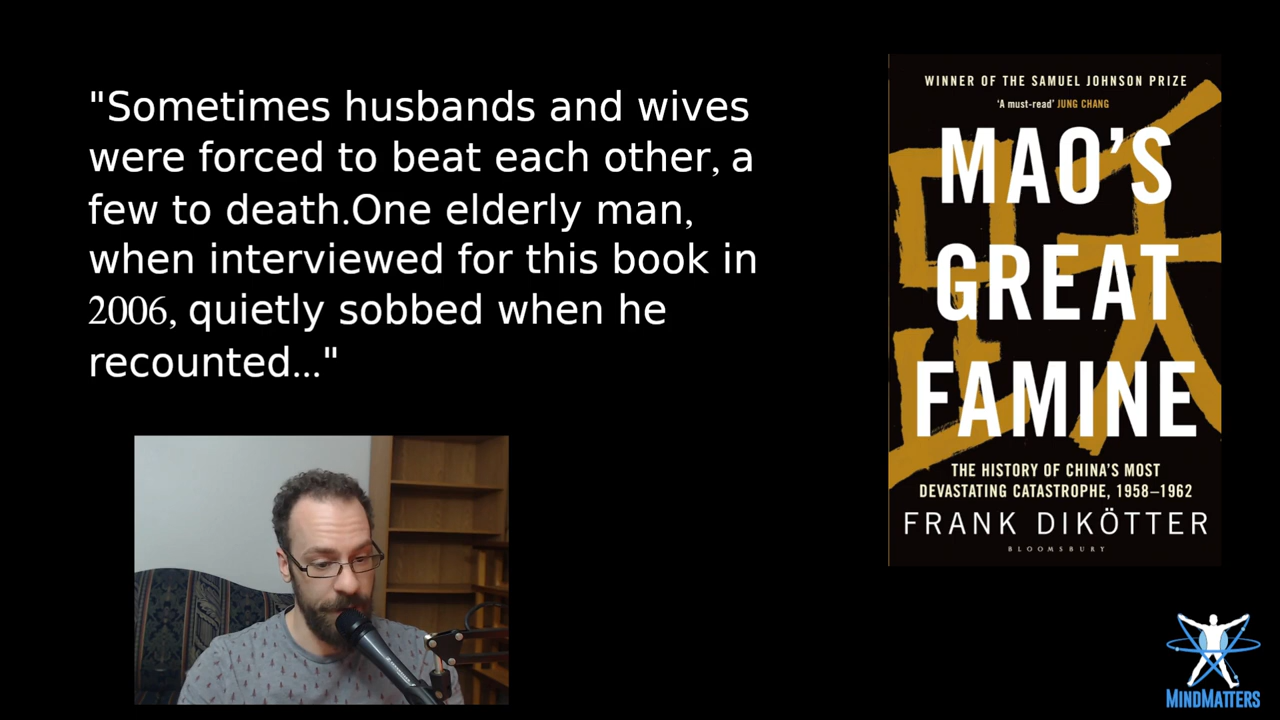 "Sometimes husbands and wives
were forced to beat each other, a
few to death.One elderly man,
when interviewed for this book in
2006, quietly sobbed when he
recounted..."
WINNER OF THE SAMUEL JOHNSON PRIZE
'A must-read' JUNG CHANG
MAO'S
GREAT
FAMINE
THE HISTORY OF CHINA'S MOST
DEVASTATING CATASTROPHE, 1958–1962
FRANK DIKÖTTER
BLOOMSBURY
MINDMATTERS